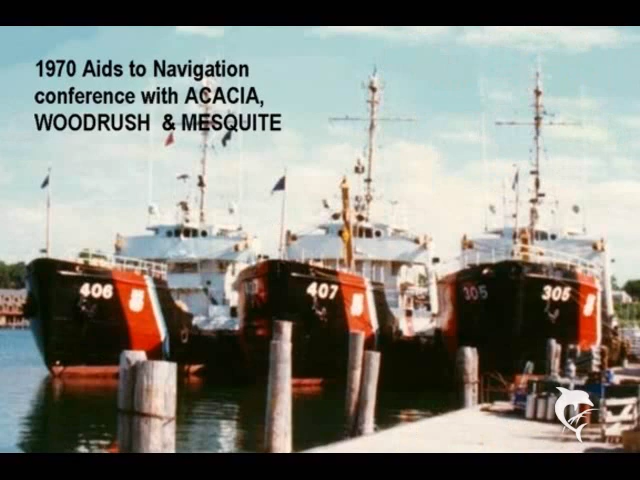 1970 Aids to Navigation
conference with ACACIA,
WOODRUSH & MESQUITE
406
407
305
305